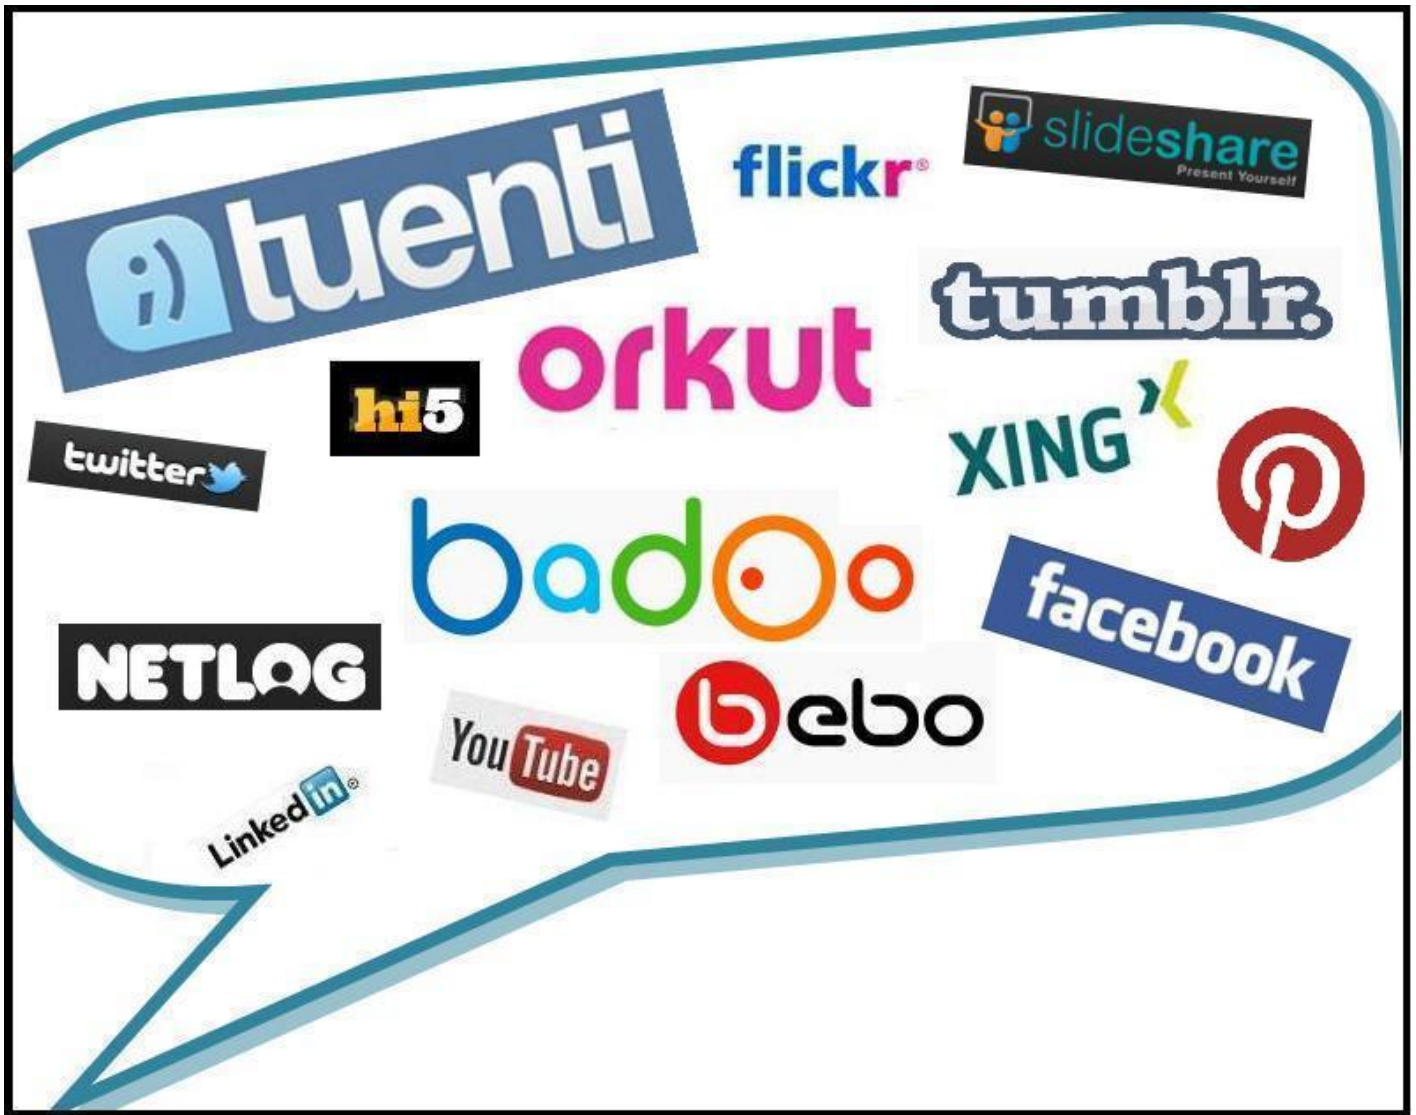 ;) tuenti
flickr®
slideshare
Present Yourself
tumblr.
orkut
hi5
XING
twitter
badoo
facebook
NETLOG
bebo
YouTube
Linkedin®